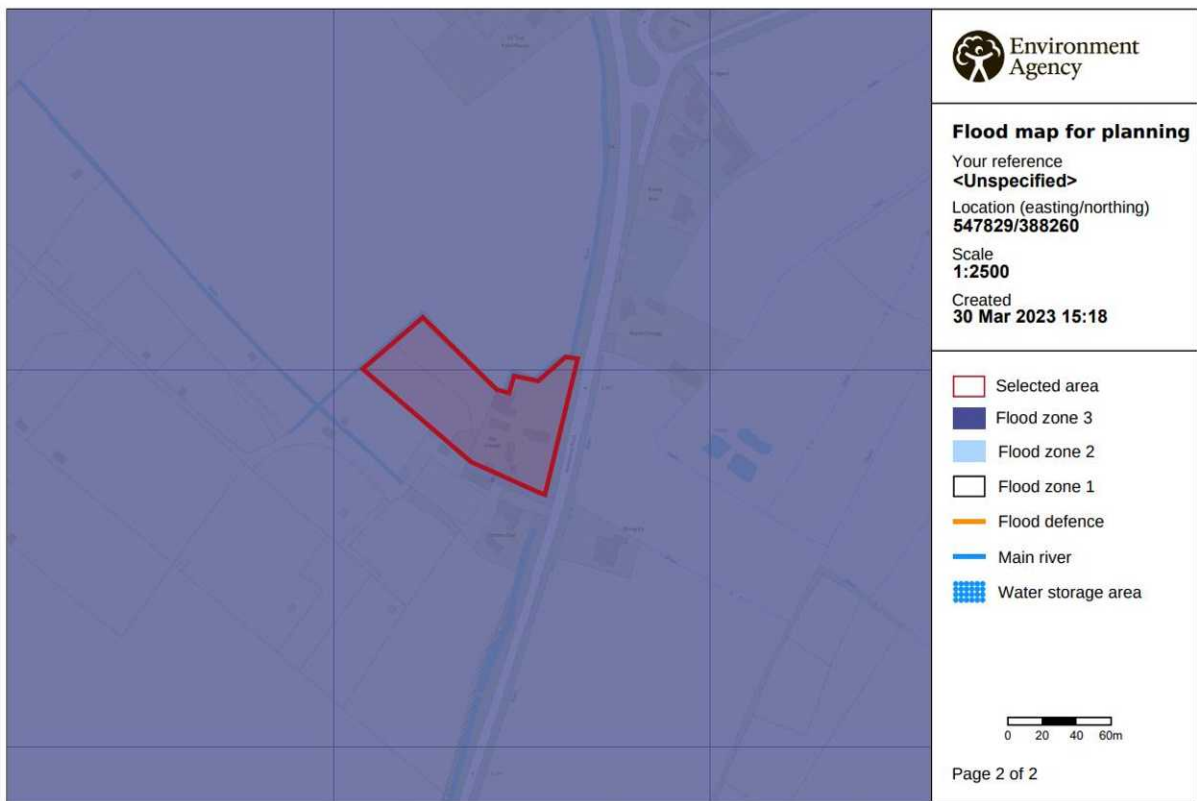 Environment
Agency
Flood map for planning
Your reference
<Unspecified>
Location (easting/northing)
547829/388260
Scale
1:2500
Created
30 Mar 2023 15:18
Selected area
Flood zone 3
Flood zone 2
Flood zone 1
Flood defence
Main river
Water storage area
0 20 40 60m
Page 2 of 2